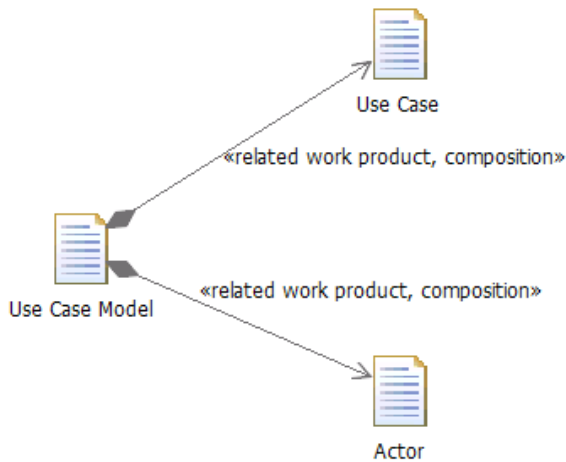 Use Case
«related work product, composition»
Use Case Model
«related work product, composition»
Actor